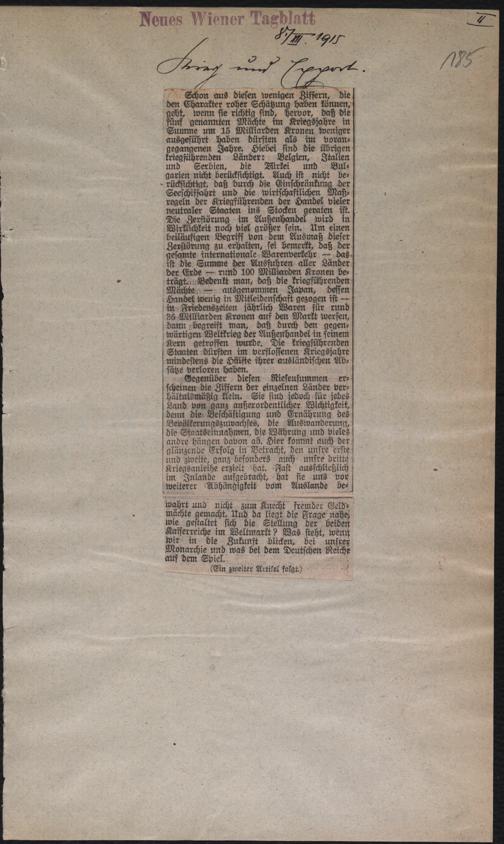 Neues Wiener Tagblatt
II
8/III. 1915
185
Krieg und Export.
Schon aus diesen wenigen Ziffern, die
den Charakter roher Schätzung haben können,
geht, wenn sie richtig sind, hervor, daß die
fünf genannten Mächte im Kriegsjahre in
Summe um 15 Milliarden Kronen weniger
ausgeführt haben dürften als im voran-
gegangenen Jahre. Hiebei sind die übrigen
kriegführenden Länder: Belgien, Italien
und Serbien, die Türkei und Bul-
garien nicht berücksichtigt. Auch ist nicht be-
rücksichtigt, daß durch die Einschränkung der
Seeschiffahrt und die wirtschaftlichen Maß-
regeln der Kriegführenden der Handel vieler
neutraler Staaten ins Stocken geraten ist.
Die Zerstörung im Außenhandel wird in
Wirklichkeit noch viel größer sein. Um einen
beiläufigen Begriff von dem Ausmaß dieser
Zerstörung zu erhalten, sei bemerkt, daß der
gesamte internationale Warenverkehr — das
ist die Summe der Ausfuhren aller Länder
der Erde — rund 100 Milliarden Kronen be-
trägt. Bedenkt man, daß die kriegführenden
Mächte — ausgenommen Japan, dessen
Handel wenig in Mitleidenschaft gezogen ist —
in Friedenszeiten jährlich Waren für rund
36 Milliarden Kronen auf den Markt werfen,
dann begreift man, daß durch den gegen-
wärtigen Weltkrieg der Außenhandel in seinem
Kern getroffen wurde. Die kriegführenden
Staaten dürften im verflossenen Kriegsjahre
mindestens die Hälfte ihrer ausländischen Ab-
sätze verloren haben.
Gegenüber diesen Riesensummen er-
scheinen die Ziffern der einzelnen Länder ver-
hältnismäßig klein. Sie sind jedoch für jedes
Land von ganz außerordentlicher Wichtigkeit,
denn die Beschäftigung und Ernährung des
Bevölkerungszuwachses, die Auswanderung,
die Staatseinnahmen, die Währung und vieles
andre hängen davon ab. Hier kommt auch der
glänzende Erfolg in Betracht, den unsre erste
und zweite, ganz besonders auch unsre dritte
Kriegsanleihe erzielt hat. Fast ausschließlich
im Inlande aufgebracht, hat sie uns vor
weiterer Abhängigkeit vom Auslande be-
wahrt und nicht zum Knecht fremder Geld-
mächte gemacht. Und da liegt die Frage nahe,
wie gestaltet sich die Stellung der beiden
Kaiserreiche im Weltmarkt? Was steht, wenn
wir in die Zukunft blicken, bei unsrer
Monarchie und was bei dem Deutschen Reiche
auf dem Spiel.
(Ein zweiter Artikel folgt.)